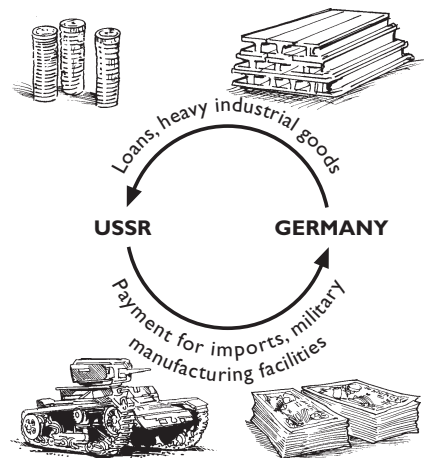 Loans, heavy industrial goods
USSR
GERMANY
Payment for imports, military
manufacturing facilities